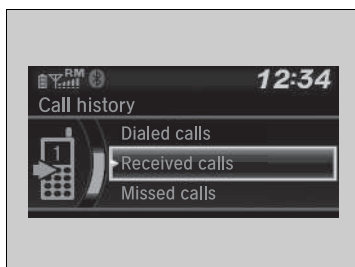 RM 12:34
Call history
Dialed calls
1 Received calls
Missed calls